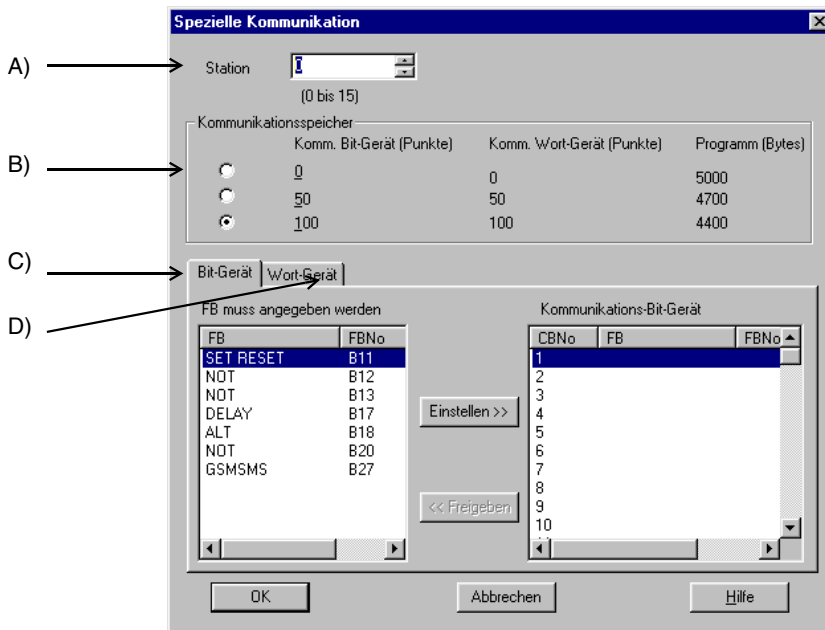 Spezielle Kommunikation
A)
Station 0
(0 bis 15)
Kommunikationsspeicher
Komm. Bit-Gerät (Punkte) Komm. Wort-Gerät (Punkte) Programm (Bytes)
B)
0 0 5000
50 50 4700
100 100 4400
C)
Bit-Gerät Wort-Gerät
D)
FB muss angegeben werden Kommunikations-Bit-Gerät
FB FBNo CBNo FB FBNo
SET RESET B11 1
NOT B12 2
NOT B13 3
DELAY B17 4
ALT B18 5
NOT B20 6
GSMSMS B27 7
Einstellen >>
8
<< Freigeben
9
10
OK Abbrechen Hilfe